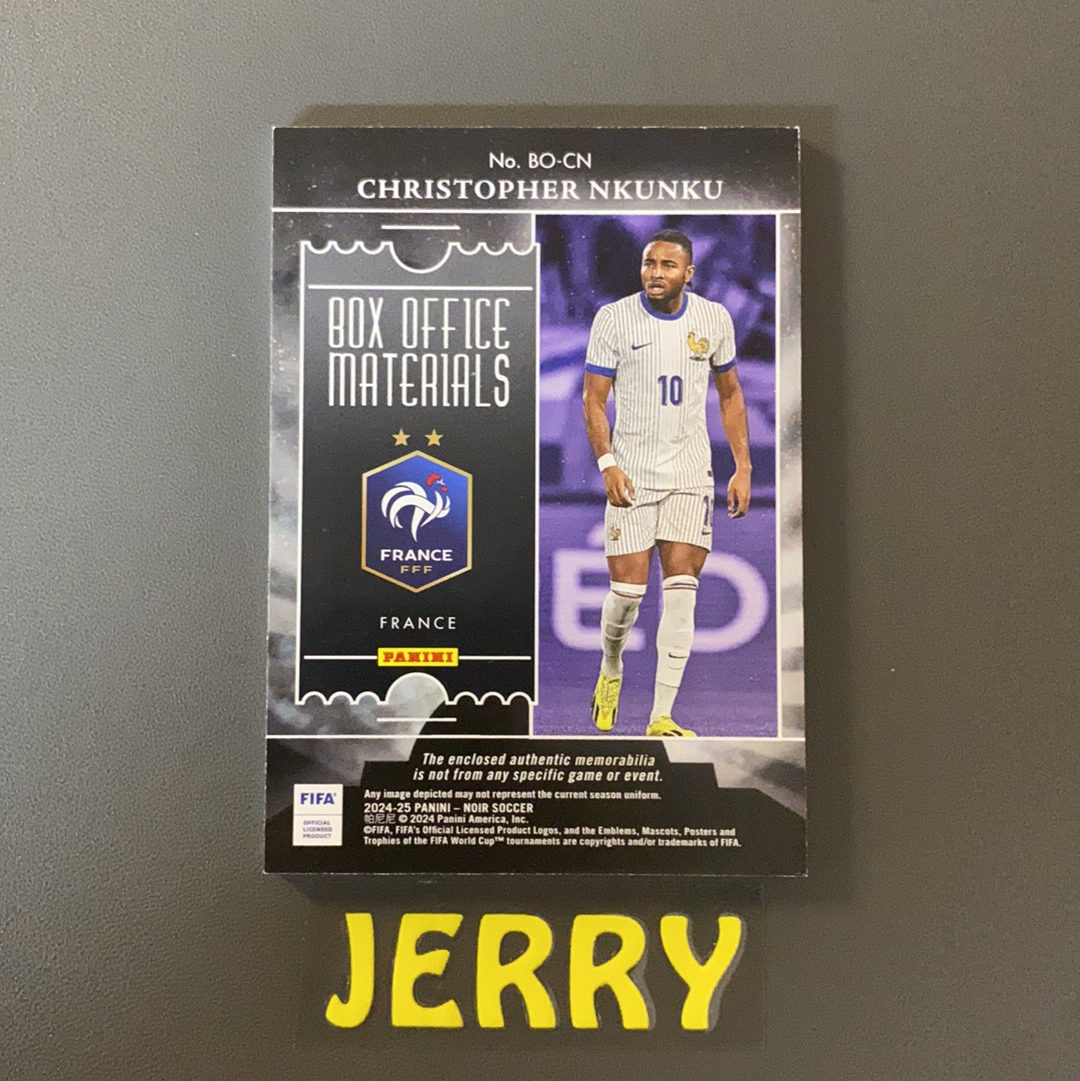 No. BO-CN
CHRISTOPHER NKUNKU
BOX OFFICE
MATERIALS
FRANCE
FFF
FRANCE
PANINI
10
10
ÉO
The enclosed authentic memorabilia
is not from any specific game or event.
Any image depicted may not represent the current season uniform.
2024-25 PANINI – NOIR SOCCER
帕尼尼 © 2024 Panini America, Inc.
©FIFA, FIFA's Official Licensed Product Logos, and the Emblems, Mascots, Posters and
Trophies of the FIFA World Cup™ tournaments are copyrights and/or trademarks of FIFA.
FIFA
OFFICIAL
LICENSED
PRODUCT
JERRY